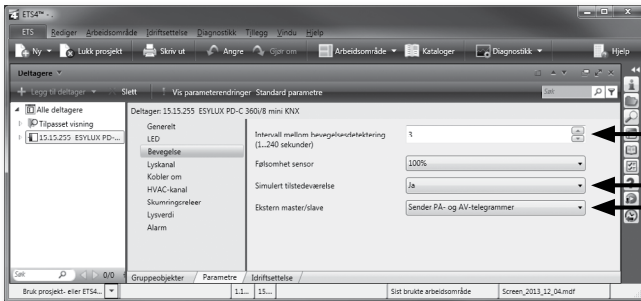 ETS4™ - .
ETS Rediger Arbeidsområde Idriftsettelse Diagnostikk Tillegg Vindu Hjelp
Ny Lukk prosjekt Skriv ut Angre Gjør om Arbeidsområde Kataloger Diagnostikk Hjelp
Deltagere
Legg til deltager Slett Vis parameterendringer Standard parametre Søk
Alle deltagere
Tilpasset visning
15.15.255 ESYLUX PD-...
Deltager: 15.15.255 ESYLUX PD-C 360i/8 mini KNX
Generelt
LED
Bevegelse
Lyskanal
Kobler om
HVAC-kanal
Skumringsreleer
Lysverdi
Alarm
Intervall mellom bevegelsesdetektering
(1...240 sekunder)
3
Følsomhet sensor 100%
Simulert tilstedeværelse Ja
Ekstern master/slave Sender PA- og AV-telegrammer
Søk 0/0
Gruppeobjekter Parametre Idriftsettelse
Bruk prosjekt- eller ETS4... 1.1... 15... Sist brukte arbeidsområde Screen_2013_12_04.mdf